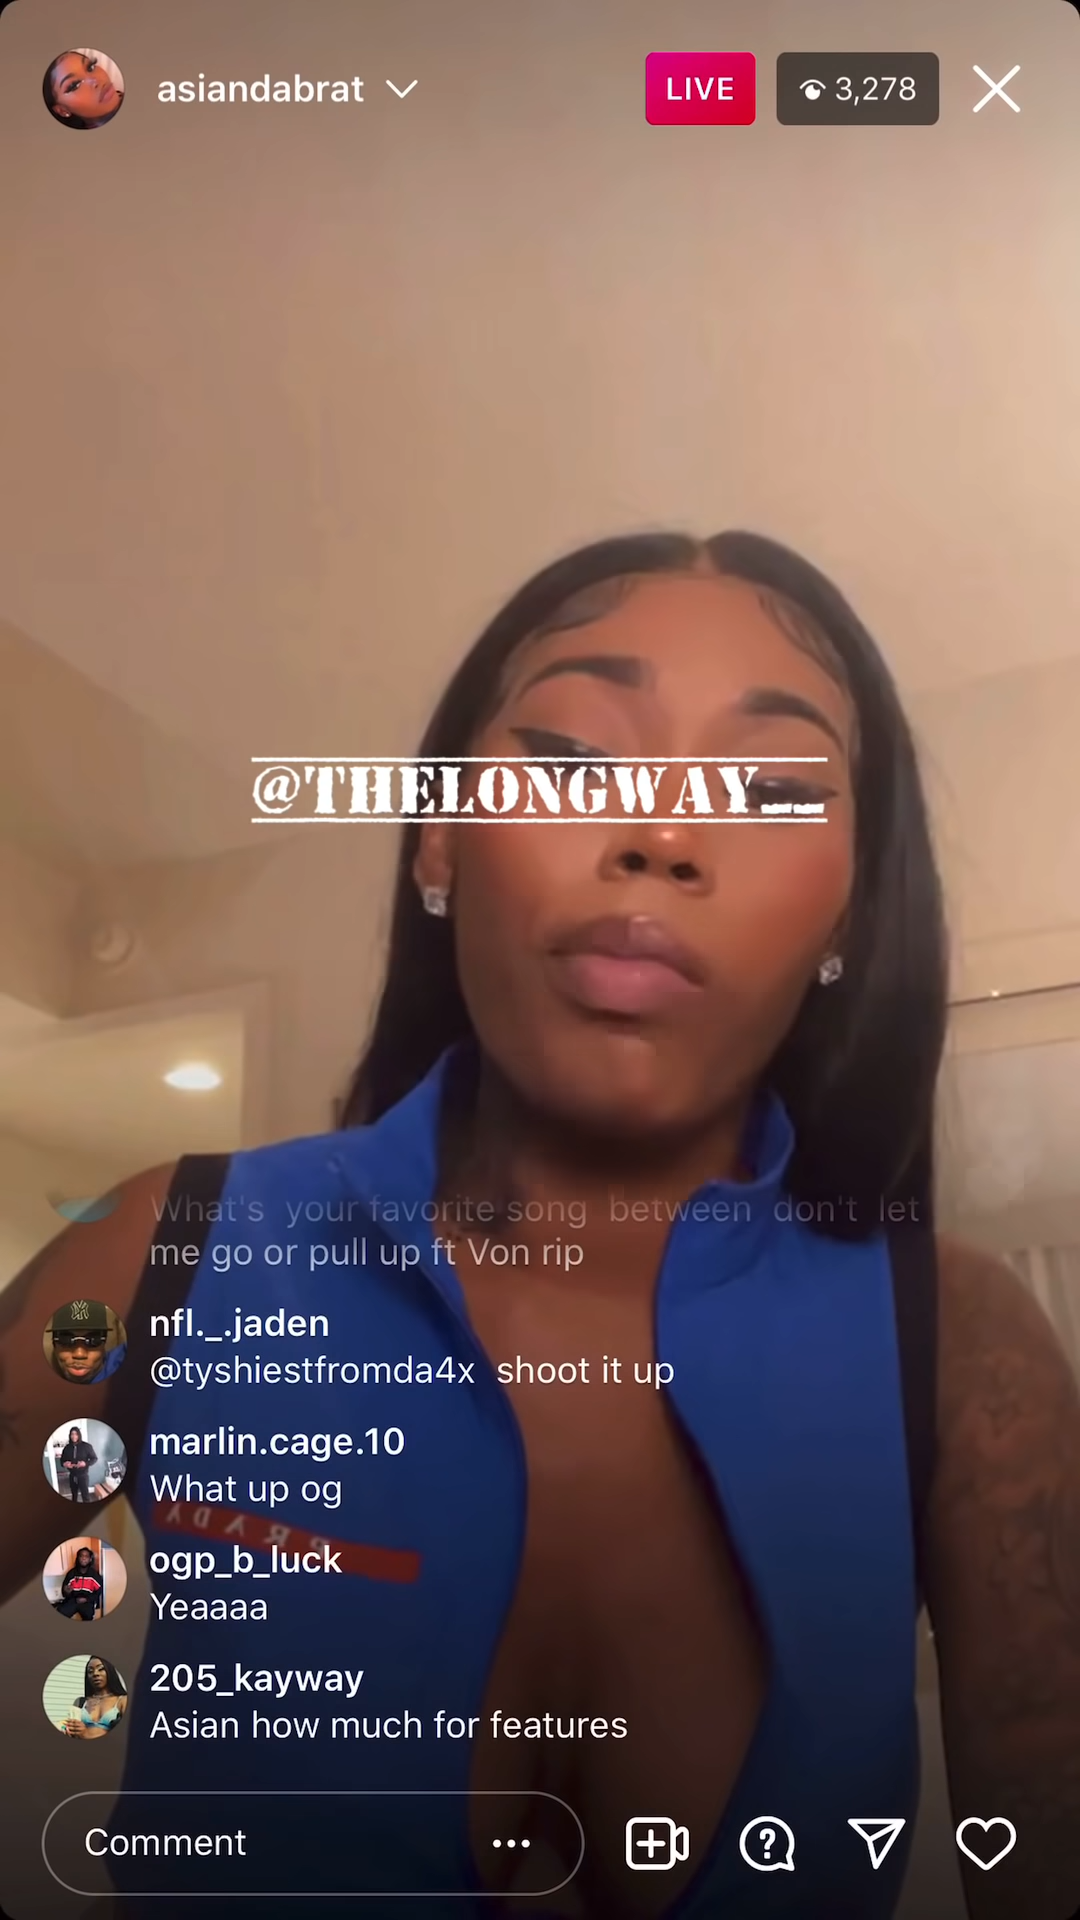 asiandabrat
LIVE
3,278
@THELONGWAY__
What's your favorite song between don't let
me go or pull up ft Von rip
nfl._.jaden
@tyshiestfromda4x shoot it up
marlin.cage.10
What up og
PRADA
ogp_b_luck
Yeaaaa
205_kayway
Asian how much for features
Comment